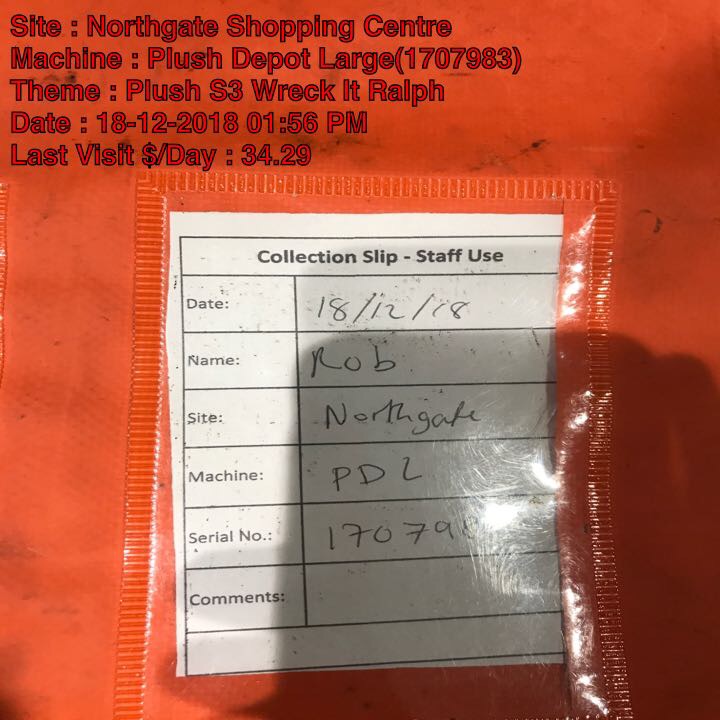 Site : Northgate Shopping Centre
Machine : Plush Depot Large(1707983)
Theme : Plush S3 Wreck It Ralph
Date : 18-12-2018 01:56 PM
Last Visit $/Day : 34.29
Collection Slip - Staff Use
Date: 18/12/18
Name: Rob
Site: Northgate
Machine: PDL
Serial No.:
Comments: